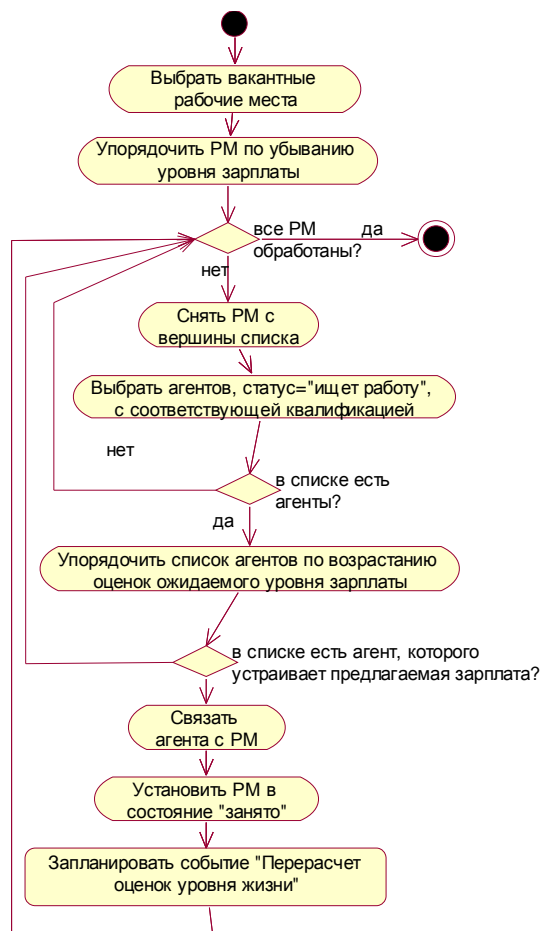 Выбрать вакантные
рабочие места
Упорядочить РМ по убыванию
уровня зарплаты
все РМ
обработаны?
да
нет
Снять РМ с
вершины списка
Выбрать агентов, статус="ищет работу",
с соответствующей квалификацией
нет
в списке есть
агенты?
да
Упорядочить список агентов по возрастанию
оценок ожидаемого уровня зарплаты
в списке есть агент, которого
устраивает предлагаемая зарплата?
Связать
агента с РМ
Установить РМ в
состояние "занято"
Запланировать событие "Перерасчет
оценок уровня жизни"